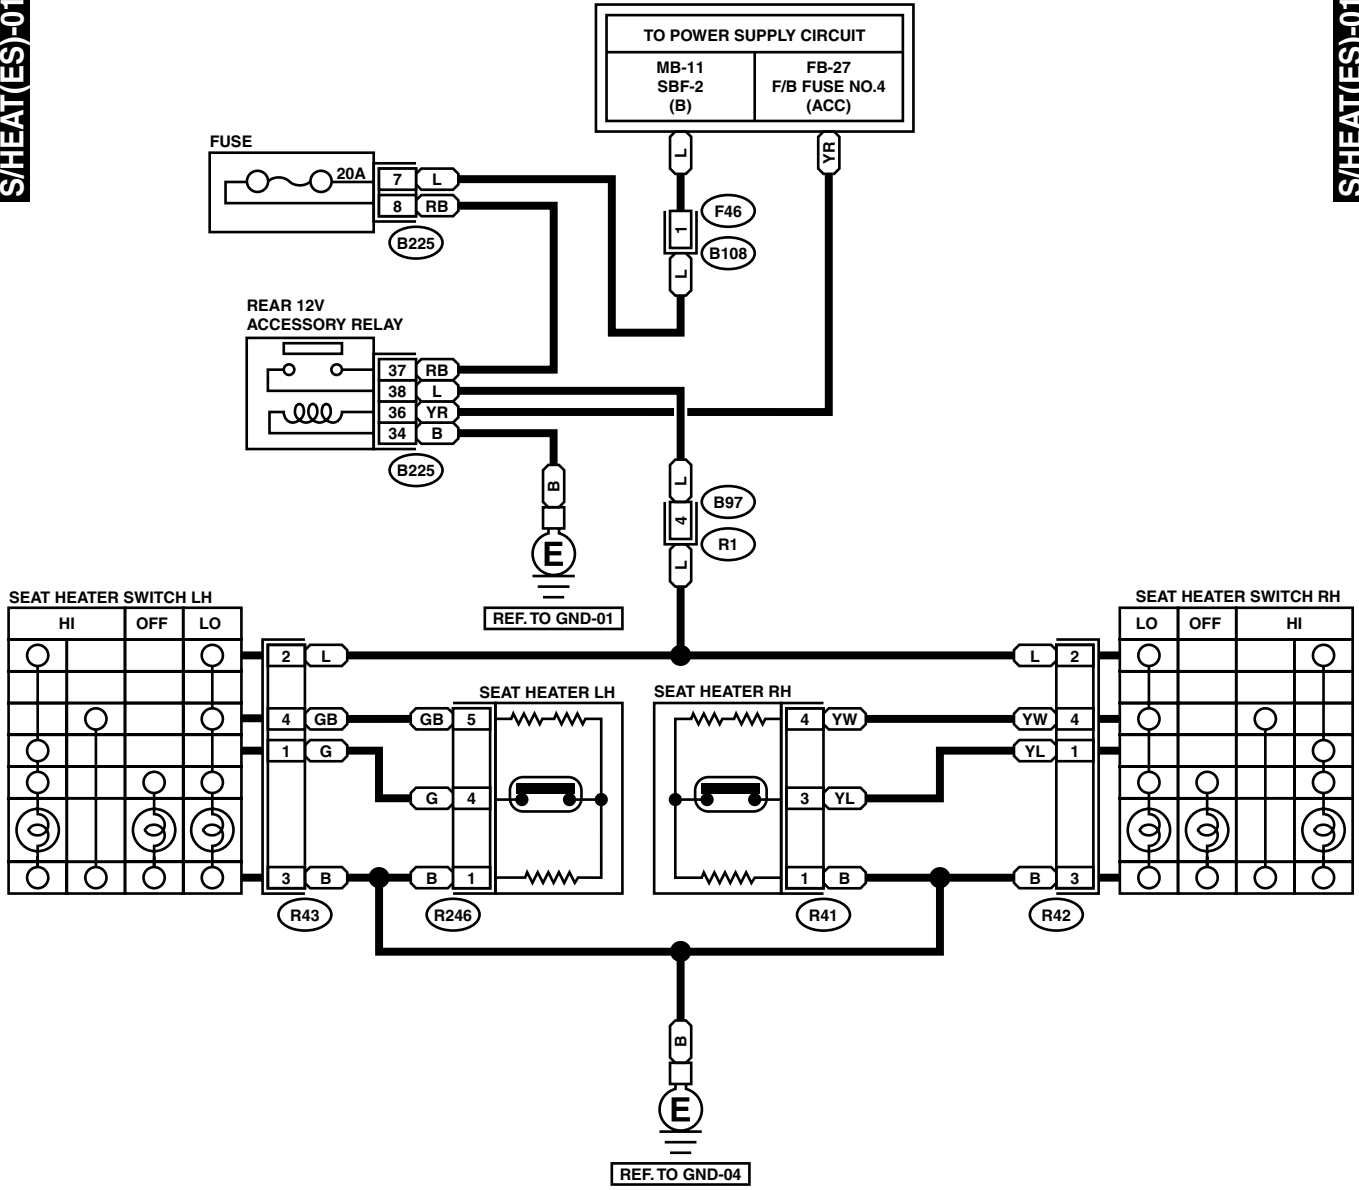 S/HEAT(ES)-01
S/HEAT(ES)-01
TO POWER SUPPLY CIRCUIT
MB-11
SBF-2
(B)
FB-27
F/B FUSE NO.4
(ACC)
FUSE
20A
7 L
8 RB
B225
L
YR
1
F46
B108
L
REAR 12V
ACCESSORY RELAY
37 RB
38 L
36 YR
34 B
B225
B
E
REF. TO GND-01
L
4
B97
R1
L
SEAT HEATER SWITCH LH
HI OFF LO
2 L
4 GB
1 G
3 B
R43
SEAT HEATER LH
GB 5
G 4
B 1
R246
SEAT HEATER RH
4 YW
3 YL
1 B
R41
SEAT HEATER SWITCH RH
LO OFF HI
L 2
YW 4
YL 1
B 3
R42
B
E
REF. TO GND-04